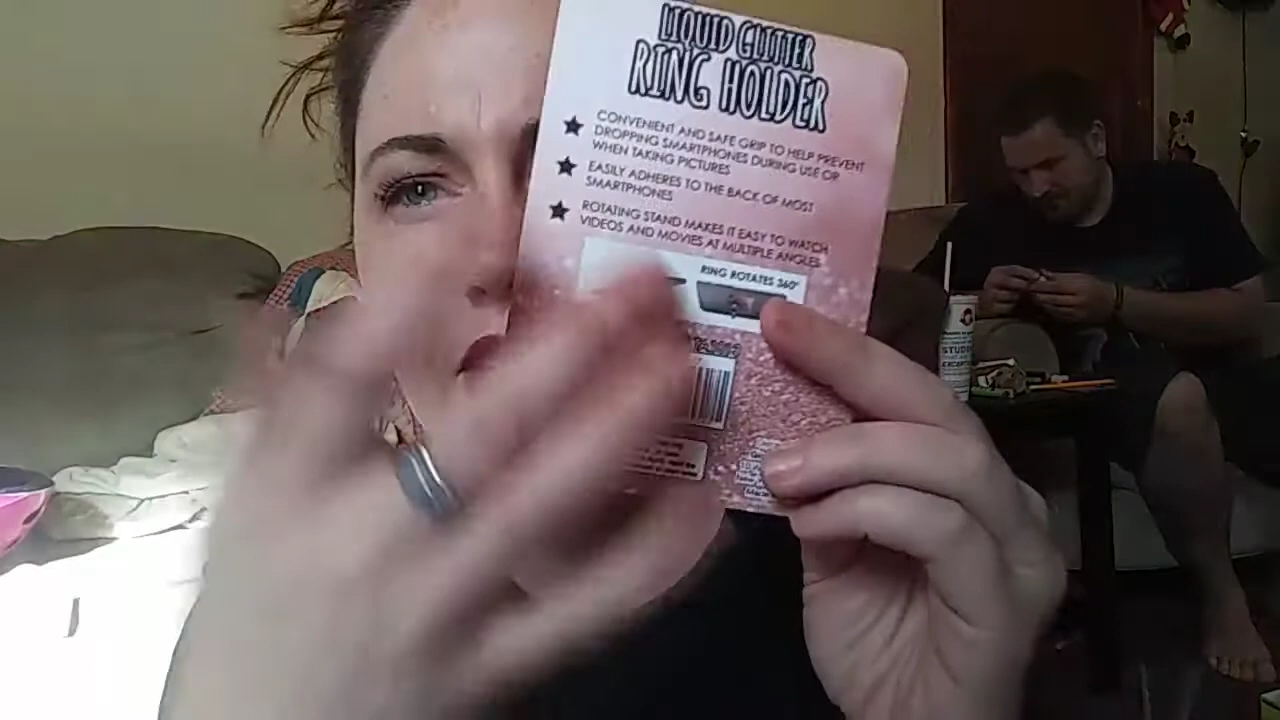 LIQUID GLITTER
RING HOLDER
CONVENIENT AND SAFE GRIP TO HELP PREVENT
DROPPING SMARTPHONES DURING USE OR
WHEN TAKING PICTURES
EASILY ADHERES TO THE BACK OF MOST
SMARTPHONES
ROTATING STAND MAKES IT EASY TO WATCH
VIDEOS AND MOVIES AT MULTIPLE ANGLES
RING ROTATES 360°